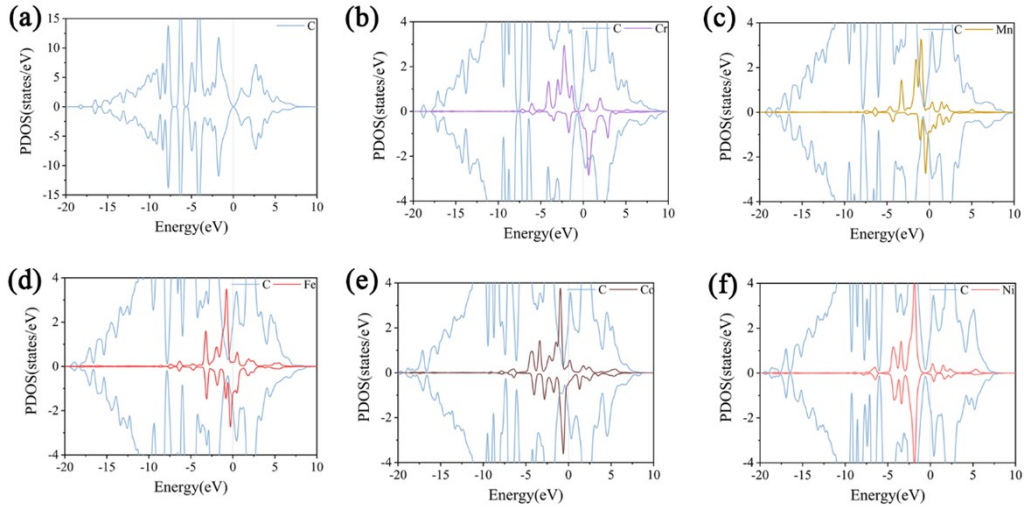 (a)
C
15
10
5
0
-5
-10
-15
PDOS(states/eV)
-20 -15 -10 -5 0 5 10
Energy(eV)
(b)
C Cr
4
2
0
-2
-4
PDOS(states/eV)
-20 -15 -10 -5 0 5 10
Energy(eV)
(c)
C Mn
4
2
0
-2
-4
PDOS(states/eV)
-20 -15 -10 -5 0 5 10
Energy(eV)
(d)
C Fe
4
2
0
-2
-4
PDOS(states/eV)
-20 -15 -10 -5 0 5 10
Energy(eV)
(e)
C Co
4
2
0
-2
-4
PDOS(states/eV)
-20 -15 -10 -5 0 5 10
Energy(eV)
(f)
C Ni
4
2
0
-2
-4
PDOS(states/eV)
-20 -15 -10 -5 0 5 10
Energy(eV)